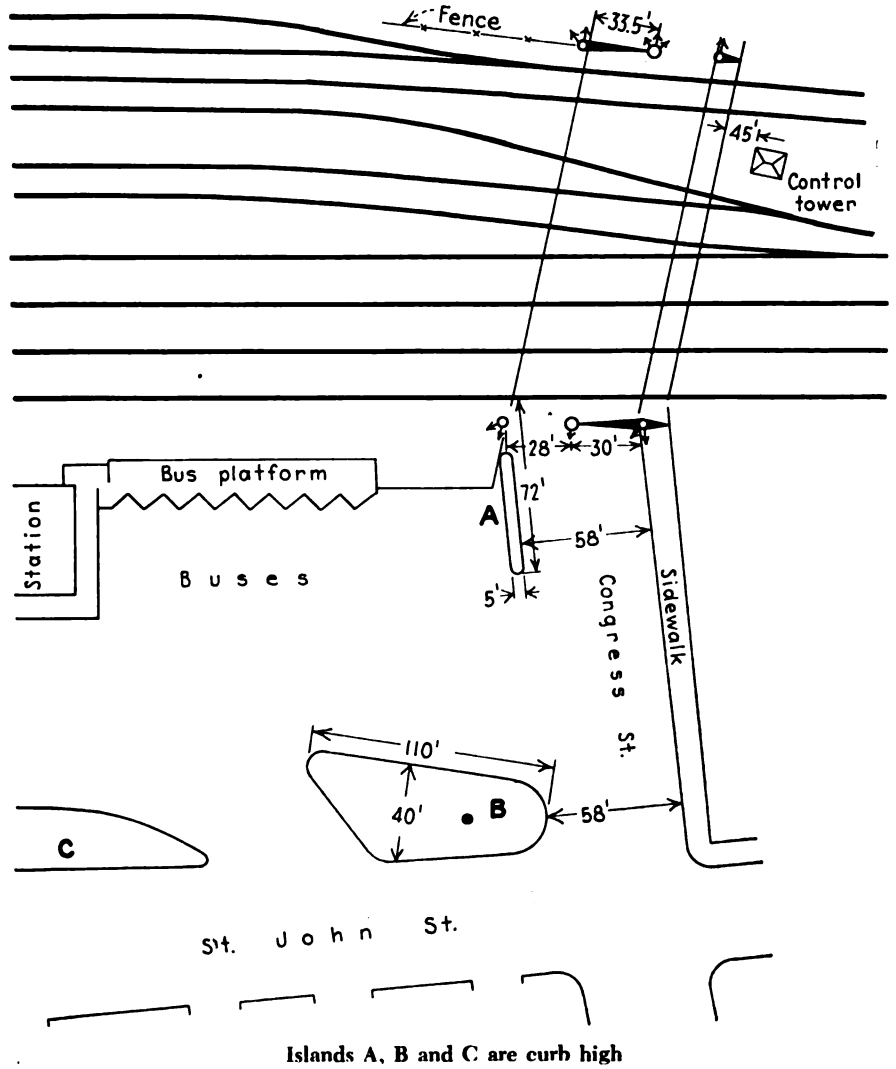 Fence
33.5'
45'
Control
tower
28'
30'
Bus platform
72'
A
58'
Station
Buses
5'
Sidewalk
Congress St.
110'
40'
B
58'
C
St. John St.
Islands A, B and C are curb high